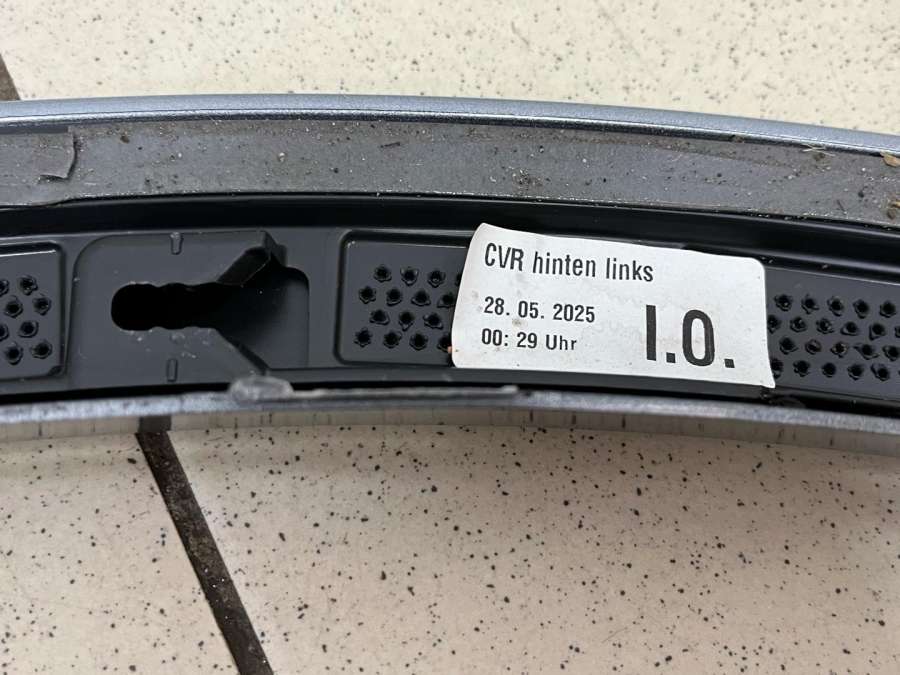 CVR hinten links
28. 05. 2025
00: 29 Uhr
I.O.